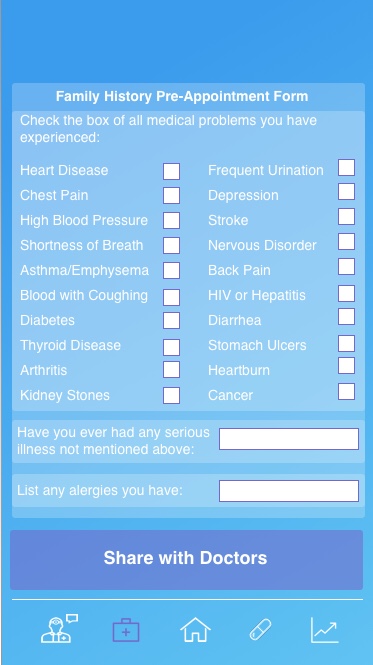 Family History Pre-Appointment Form
Check the box of all medical problems you have
experienced:
Heart Disease
Frequent Urination
Chest Pain
Depression
High Blood Pressure
Stroke
Shortness of Breath
Nervous Disorder
Asthma/Emphysema
Back Pain
Blood with Coughing
HIV or Hepatitis
Diabetes
Diarrhea
Thyroid Disease
Stomach Ulcers
Arthritis
Heartburn
Kidney Stones
Cancer
Have you ever had any serious
illness not mentioned above:
List any alergies you have:
Share with Doctors